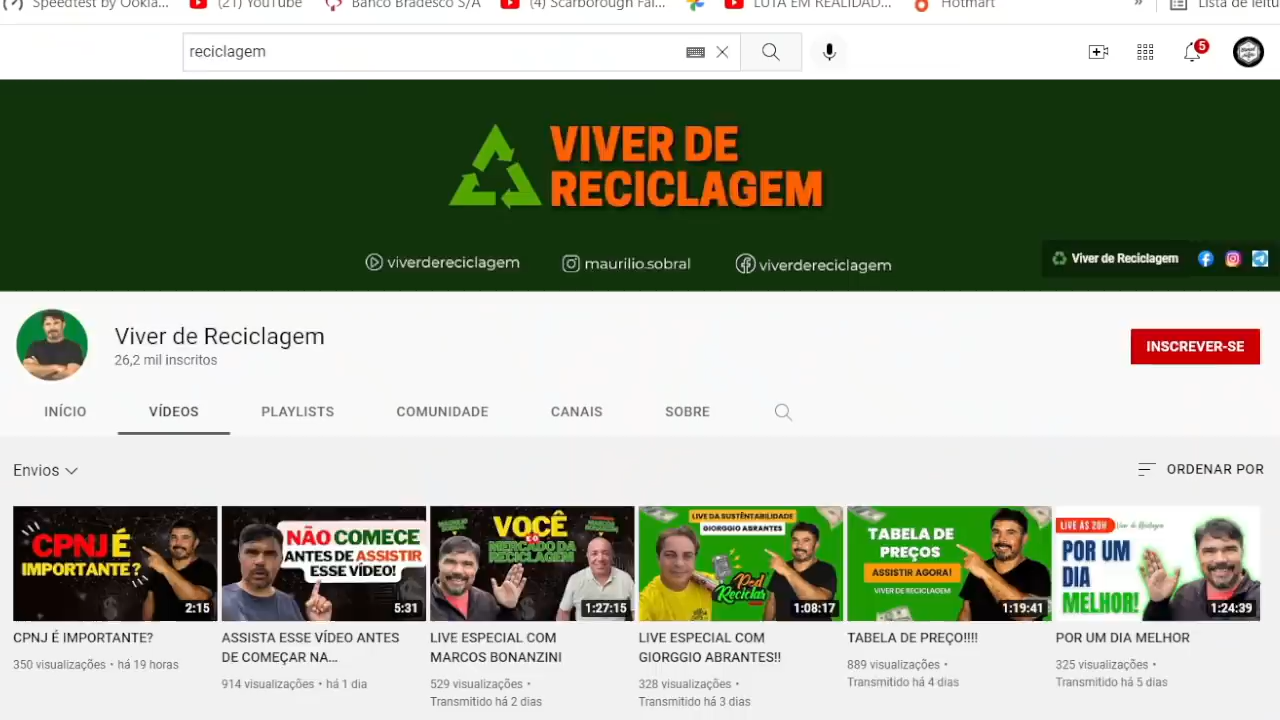 Speedtest by Ookla...
(21) YouTube
Banco Bradesco S/A
(4) Scarborough Fai...
LUTA EM REALIDAD...
Hotmart
»
Lista de leitu
reciclagem
5
VIVER DE
RECICLAGEM
viverdereciclagem
maurilio.sobral
viverdereciclagem
Viver de Reciclagem
Viver de Reciclagem
26,2 mil inscritos
INSCREVER-SE
INÍCIO
VÍDEOS
PLAYLISTS
COMUNIDADE
CANAIS
SOBRE
Envios
ORDENAR POR
CPNJ É
IMPORTANTE?
2:15
NÃO COMECE
ANTES DE ASSISTIR
ESSE VÍDEO!
5:31
VOCÊ
E O
MERCADO DA
RECICLAGEM
1:27:15
LIVE DA SUSTENTABILIDADE
GIORGGIO ABRANTES
Pod
Reciclar
1:08:17
TABELA DE
PREÇOS
ASSISTIR AGORA!
VIVER DE RECICLAGEM
1:19:41
LIVE ÀS 20H
Viver de Reciclagem
POR UM
DIA
MELHOR!
1:24:39
CPNJ É IMPORTANTE?
350 visualizações • há 19 horas
ASSISTA ESSE VÍDEO ANTES
DE COMEÇAR NA...
914 visualizações • há 1 dia
LIVE ESPECIAL COM
MARCOS BONANZINI
529 visualizações •
Transmitido há 2 dias
LIVE ESPECIAL COM
GIORGGIO ABRANTES!!
328 visualizações •
Transmitido há 3 dias
TABELA DE PREÇO!!!!
889 visualizações •
Transmitido há 4 dias
POR UM DIA MELHOR
325 visualizações •
Transmitido há 5 dias